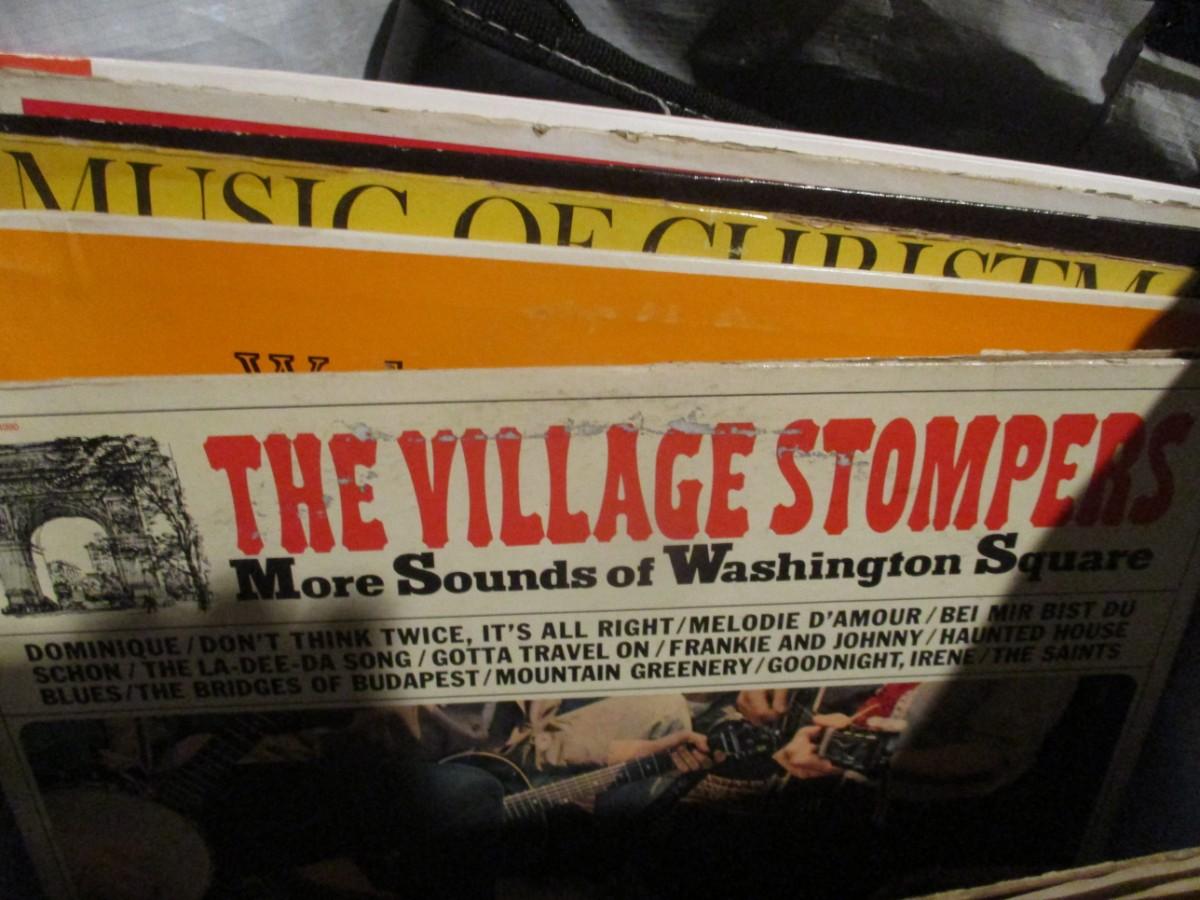 MUSIC OF CHRISTM
THE VILLAGE STOMPERS
More Sounds of Washington Square
DOMINIQUE / DON'T THINK TWICE, IT'S ALL RIGHT / MELODIE D'AMOUR / BEI MIR BIST DU
SCHON / THE LA-DEE-DA SONG / GOTTA TRAVEL ON / FRANKIE AND JOHNNY / HAUNTED HOUSE
BLUES / THE BRIDGES OF BUDAPEST / MOUNTAIN GREENERY / GOODNIGHT, IRENE / THE SAINTS